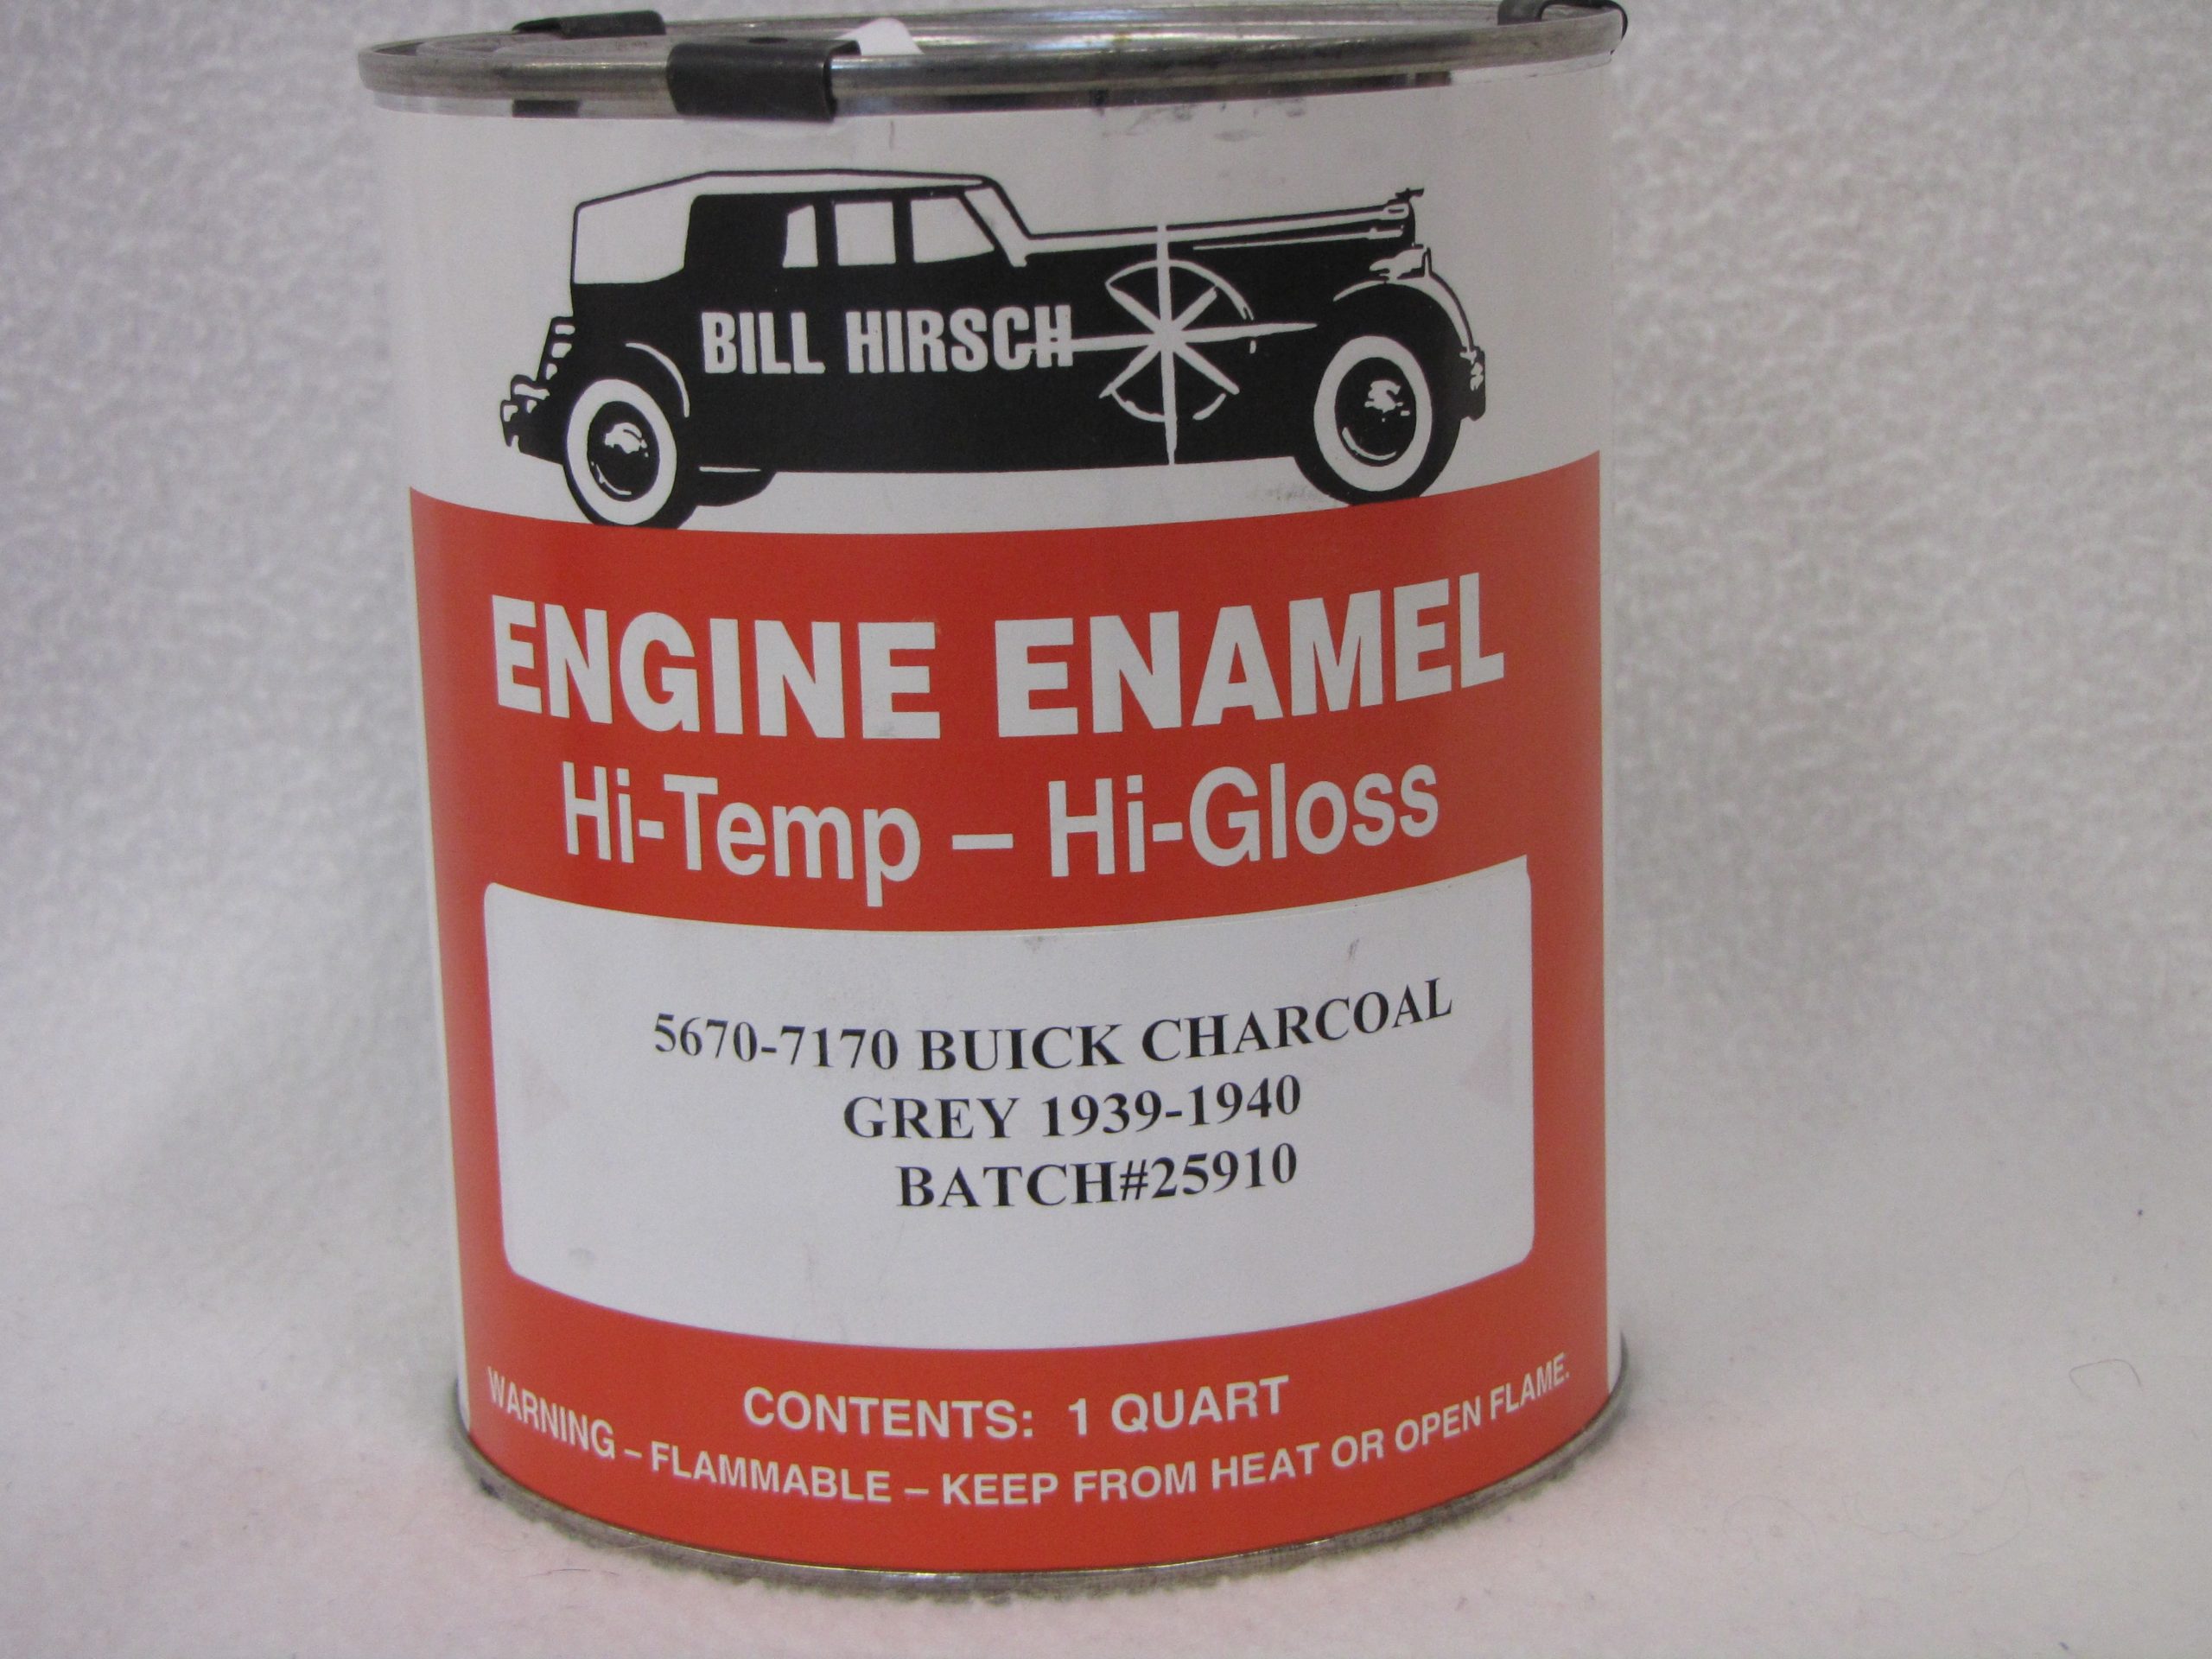 BILL HIRSCH
ENGINE ENAMEL
Hi-Temp – Hi-Gloss
5670-7170 BUICK CHARCOAL
GREY 1939-1940
BATCH#25910
CONTENTS: 1 QUART
WARNING – FLAMMABLE – KEEP FROM HEAT OR OPEN FLAME.